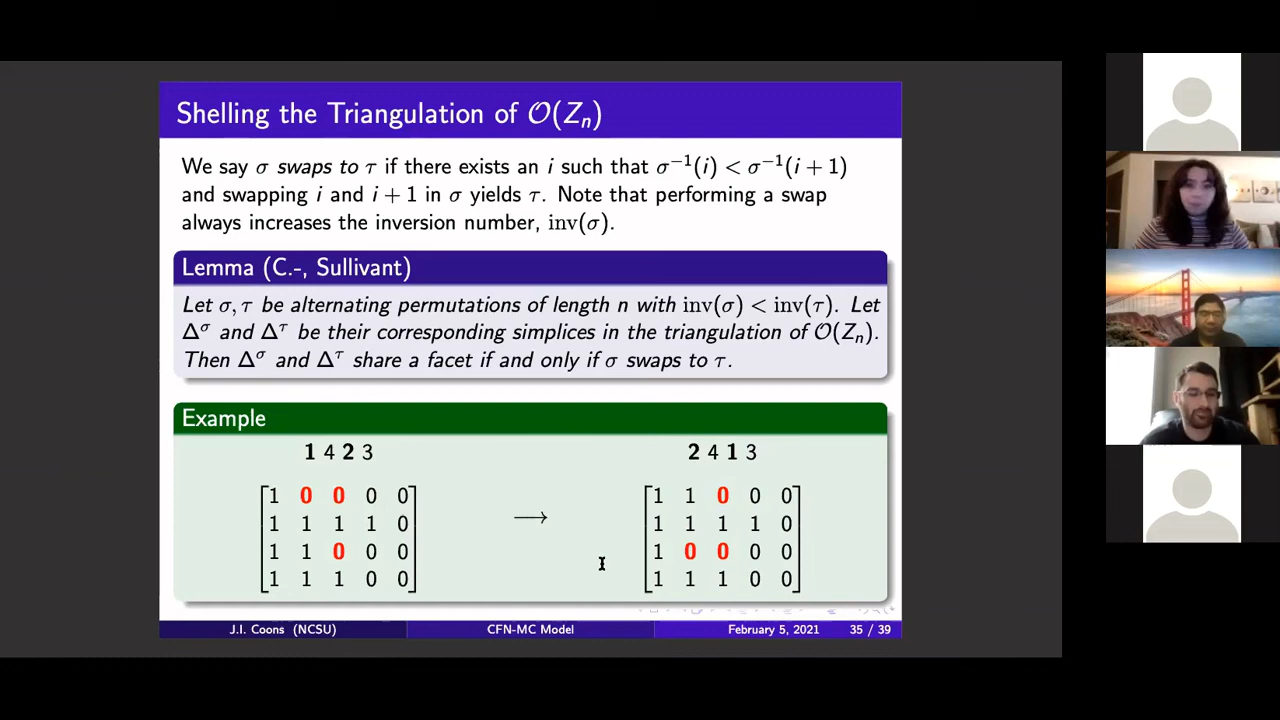 Shelling the Triangulation of 𝒪(Zₙ)
We say σ swaps to τ if there exists an i such that σ⁻¹(i) < σ⁻¹(i + 1)
and swapping i and i + 1 in σ yields τ. Note that performing a swap
always increases the inversion number, inv(σ).
Lemma (C.-, Sullivant)
Let σ, τ be alternating permutations of length n with inv(σ) < inv(τ). Let
Δ^σ and Δ^τ be their corresponding simplices in the triangulation of 𝒪(Zₙ).
Then Δ^σ and Δ^τ share a facet if and only if σ swaps to τ.
Example
1 4 2 3 2 4 1 3
[1 0 0 0 0] [1 1 0 0 0]
[1 1 1 1 0] → [1 1 1 1 0]
[1 1 0 0 0] [1 0 0 0 0]
[1 1 1 0 0] [1 1 1 0 0]
J.I. Coons (NCSU) CFN-MC Model February 5, 2021 35 / 39